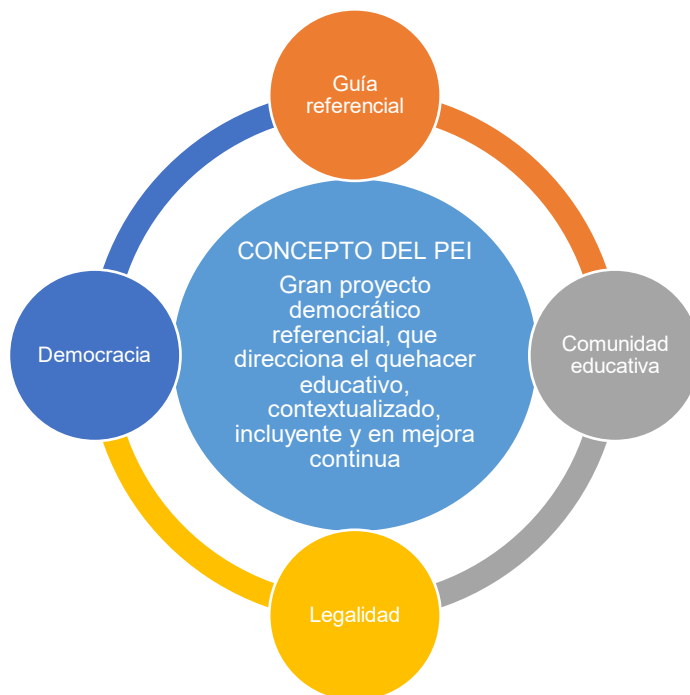 Guía
referencial
CONCEPTO DEL PEI
Gran proyecto
democrático
referencial, que
direcciona el quehacer
educativo,
contextualizado,
incluyente y en mejora
continua
Democracia
Comunidad
educativa
Legalidad